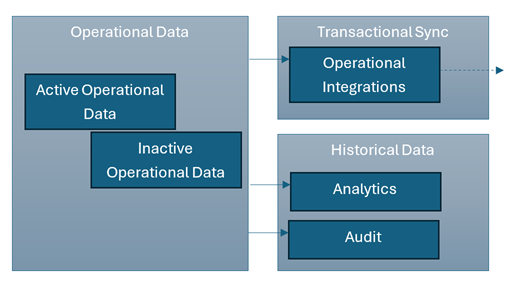 Operational Data
Active Operational
Data
Inactive
Operational Data
Transactional Sync
Operational
Integrations
Historical Data
Analytics
Audit